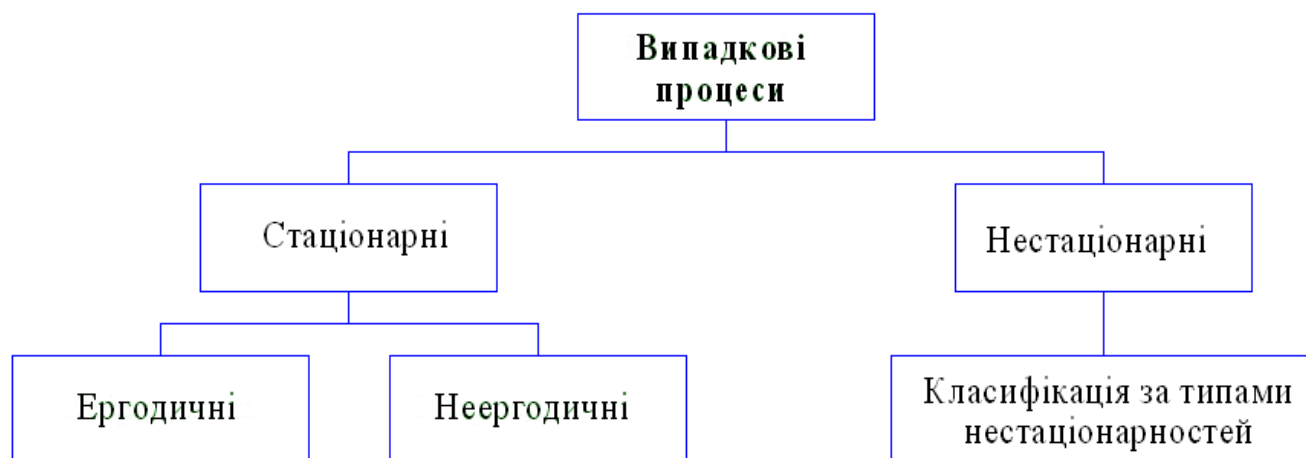 Випадкові
процеси
Стаціонарні
Нестаціонарні
Ергодичні
Неергодичні
Класифікація за типами
нестаціонарностей